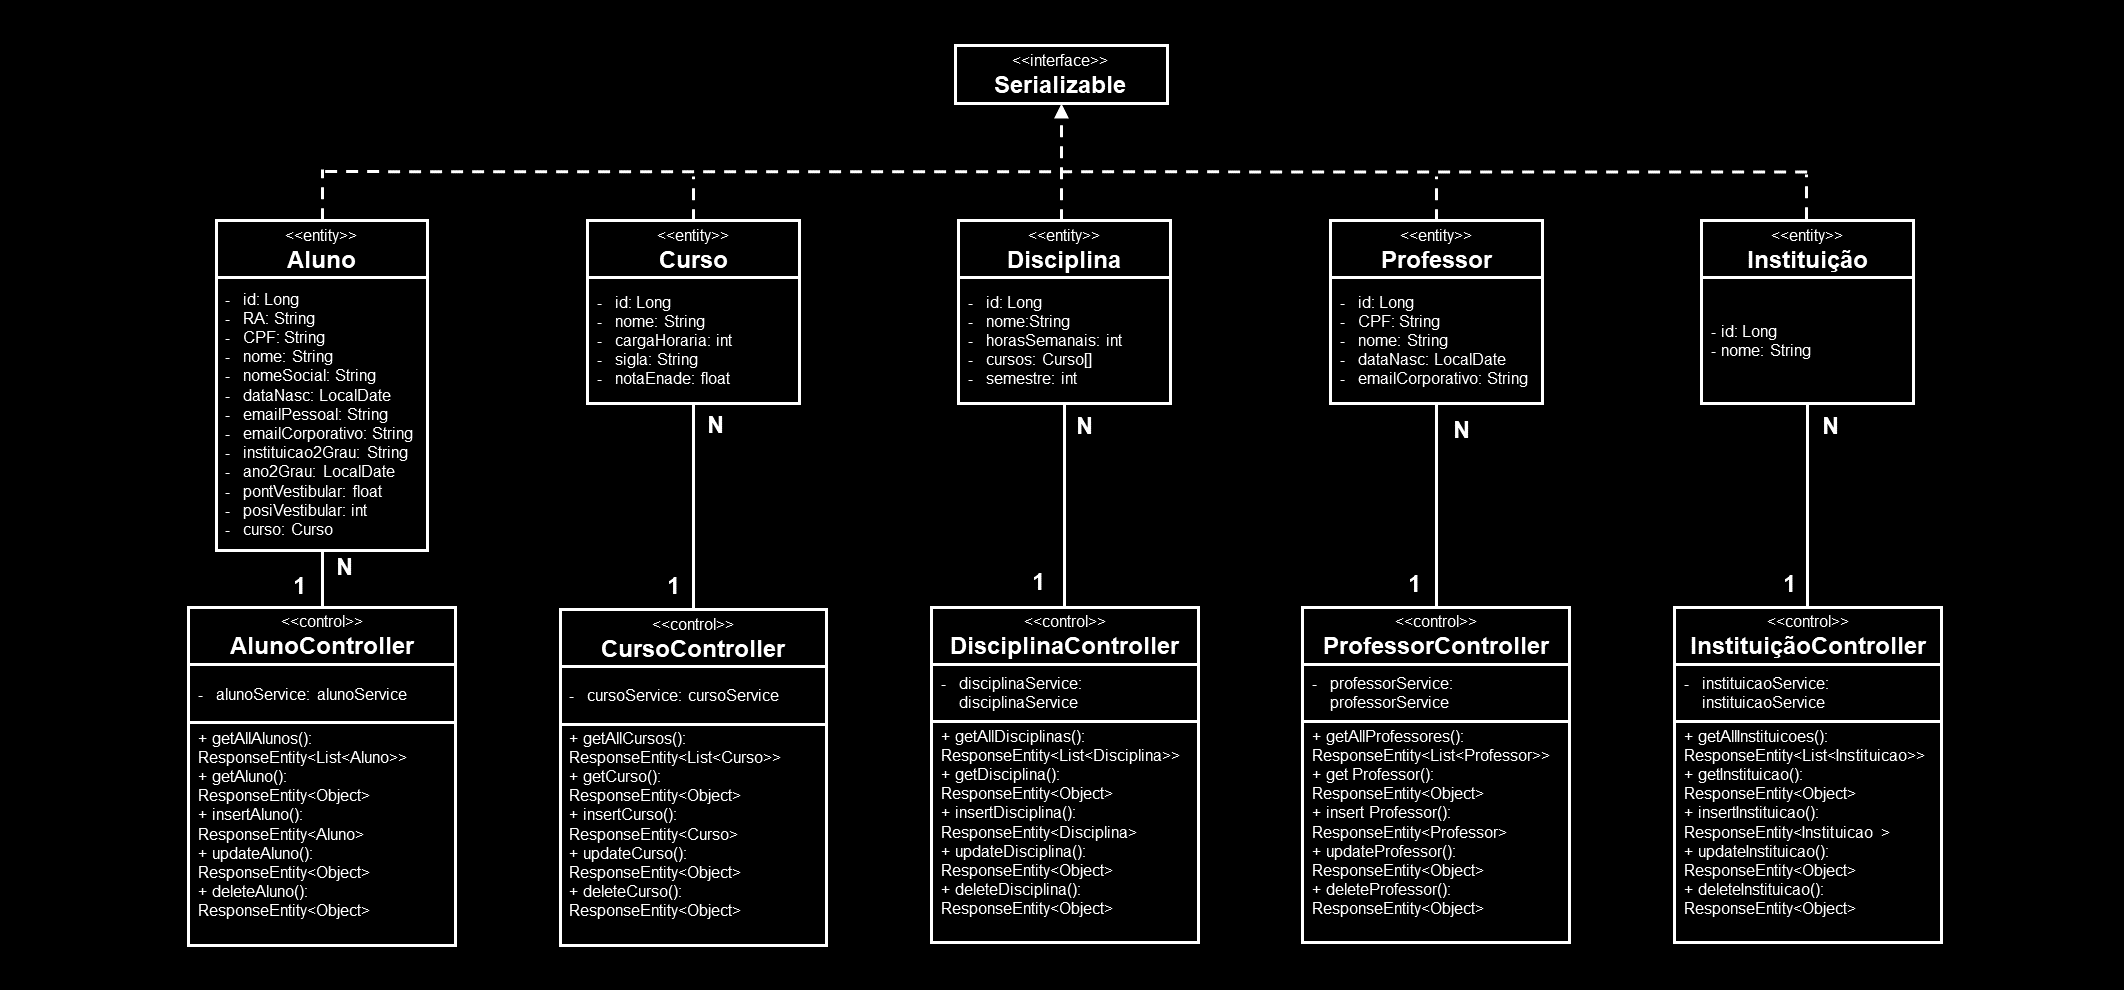 <<interface>>
Serializable
<<entity>>
Aluno
- id: Long
- RA: String
- CPF: String
- nome: String
- nomeSocial: String
- dataNasc: LocalDate
- emailPessoal: String
- emailCorporativo: String
- instituicao2Grau: String
- ano2Grau: LocalDate
- pontVestibular: float
- posiVestibular: int
- curso: Curso
<<entity>>
Curso
- id: Long
- nome: String
- cargaHoraria: int
- sigla: String
- notaEnade: float
<<entity>>
Disciplina
- id: Long
- nome:String
- horasSemanais: int
- cursos: Curso[]
- semestre: int
<<entity>>
Professor
- id: Long
- CPF: String
- nome: String
- dataNasc: LocalDate
- emailCorporativo: String
<<entity>>
Instituição
- id: Long
- nome: String
N
1
N
1
N
1
N
1
N
1
<<control>>
AlunoController
- alunoService: alunoService
+ getAllAlunos():
ResponseEntity<List<Aluno>>
+ getAluno():
ResponseEntity<Object>
+ insertAluno():
ResponseEntity<Aluno>
+ updateAluno():
ResponseEntity<Object>
+ deleteAluno():
ResponseEntity<Object>
<<control>>
CursoController
- cursoService: cursoService
+ getAllCursos():
ResponseEntity<List<Curso>>
+ getCurso():
ResponseEntity<Object>
+ insertCurso():
ResponseEntity<Curso>
+ updateCurso():
ResponseEntity<Object>
+ deleteCurso():
ResponseEntity<Object>
<<control>>
DisciplinaController
- disciplinaService:
disciplinaService
+ getAllDisciplinas():
ResponseEntity<List<Disciplina>>
+ getDisciplina():
ResponseEntity<Object>
+ insertDisciplina():
ResponseEntity<Disciplina>
+ updateDisciplina():
ResponseEntity<Object>
+ deleteDisciplina():
ResponseEntity<Object>
<<control>>
ProfessorController
- professorService:
professorService
+ getAllProfessores():
ResponseEntity<List<Professor>>
+ get Professor():
ResponseEntity<Object>
+ insert Professor():
ResponseEntity<Professor>
+ updateProfessor():
ResponseEntity<Object>
+ deleteProfessor():
ResponseEntity<Object>
<<control>>
InstituiçãoController
- instituicaoService:
instituicaoService
+ getAllInstituicoes():
ResponseEntity<List<Instituicao>>
+ getInstituicao():
ResponseEntity<Object>
+ insertInstituicao():
ResponseEntity<Instituicao >
+ updateInstituicao():
ResponseEntity<Object>
+ deleteInstituicao():
ResponseEntity<Object>